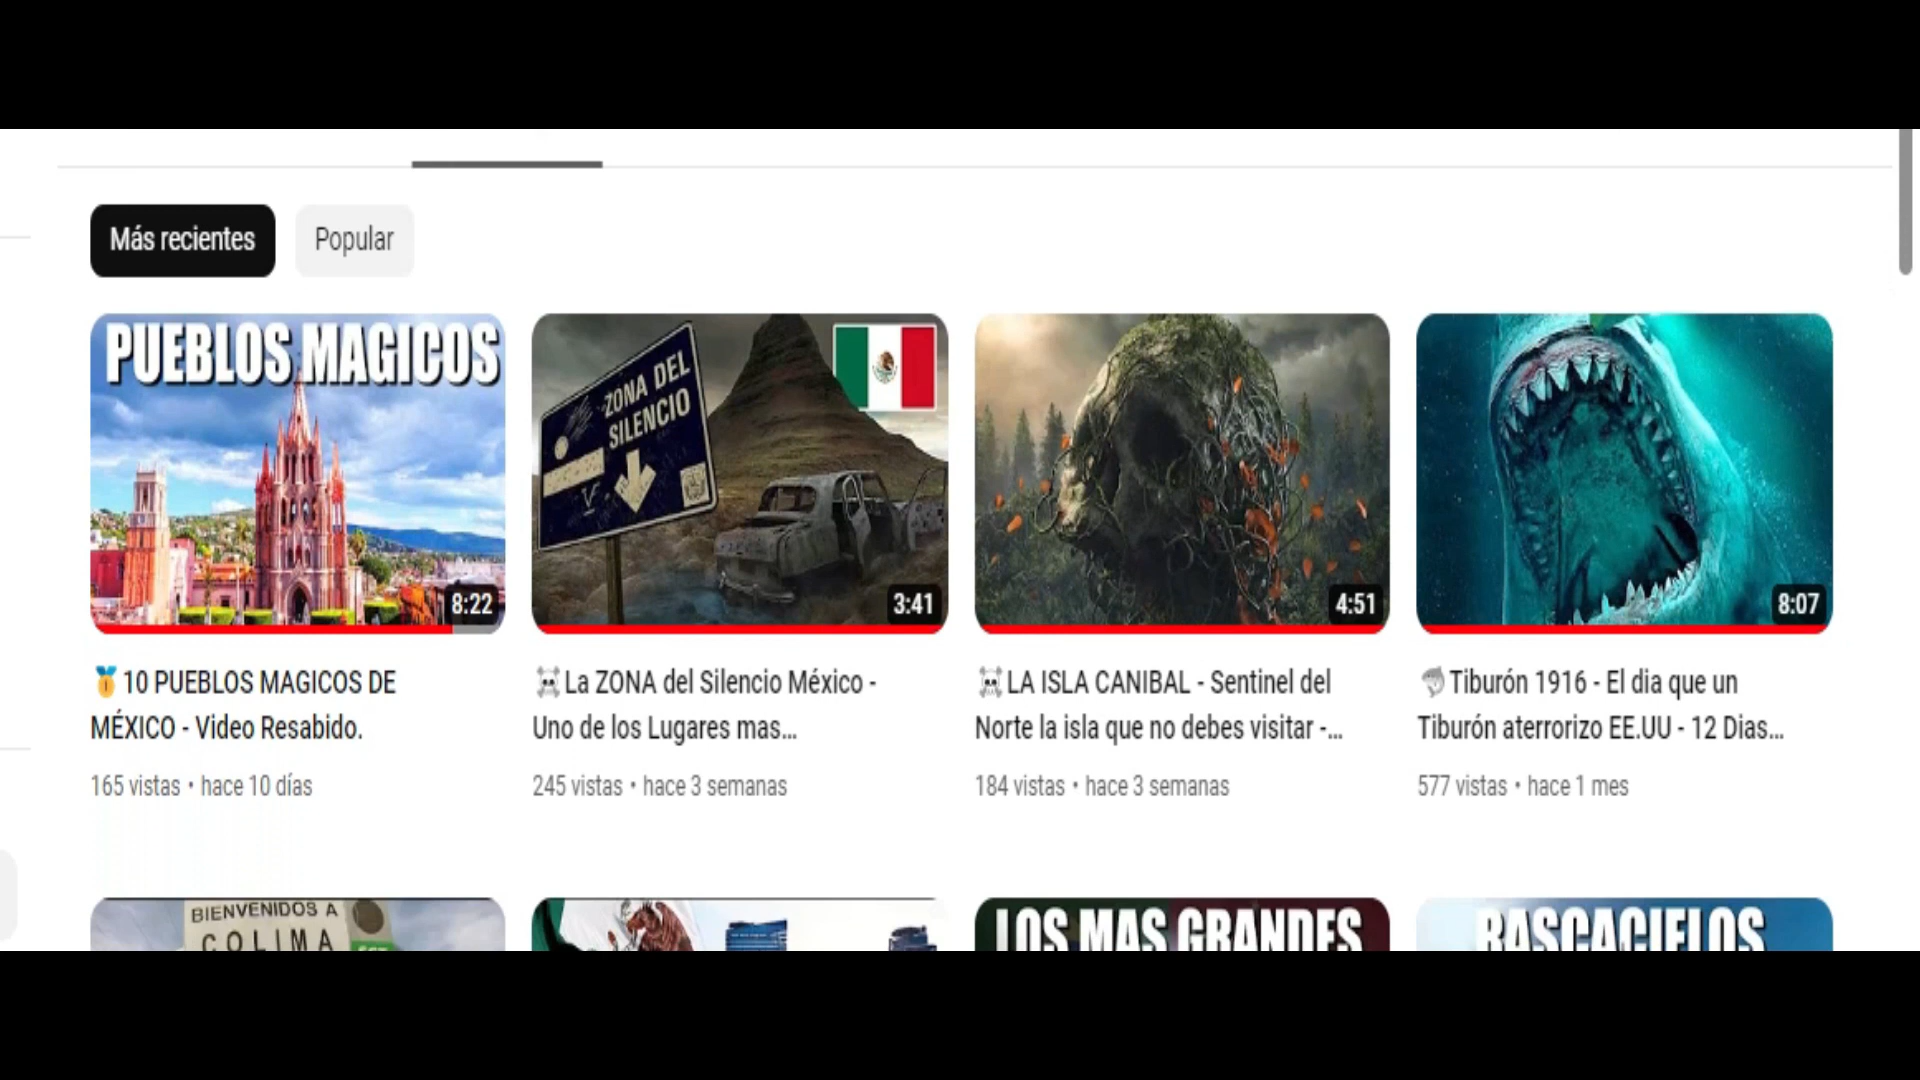 Más recientes
Popular
PUEBLOS MAGICOS
8:22
ZONA DEL
SILENCIO
3:41
4:51
8:07
🥇10 PUEBLOS MAGICOS DE
MÉXICO - Video Resabido.
165 vistas • hace 10 días
☠️La ZONA del Silencio México -
Uno de los Lugares mas...
245 vistas • hace 3 semanas
☠️LA ISLA CANIBAL - Sentinel del
Norte la isla que no debes visitar -...
184 vistas • hace 3 semanas
🦈Tiburón 1916 - El dia que un
Tiburón aterrorizo EE.UU - 12 Dias...
577 vistas • hace 1 mes
BIENVENIDOS A
COLIMA
LOS MAS GRANDES
RASCACIELOS